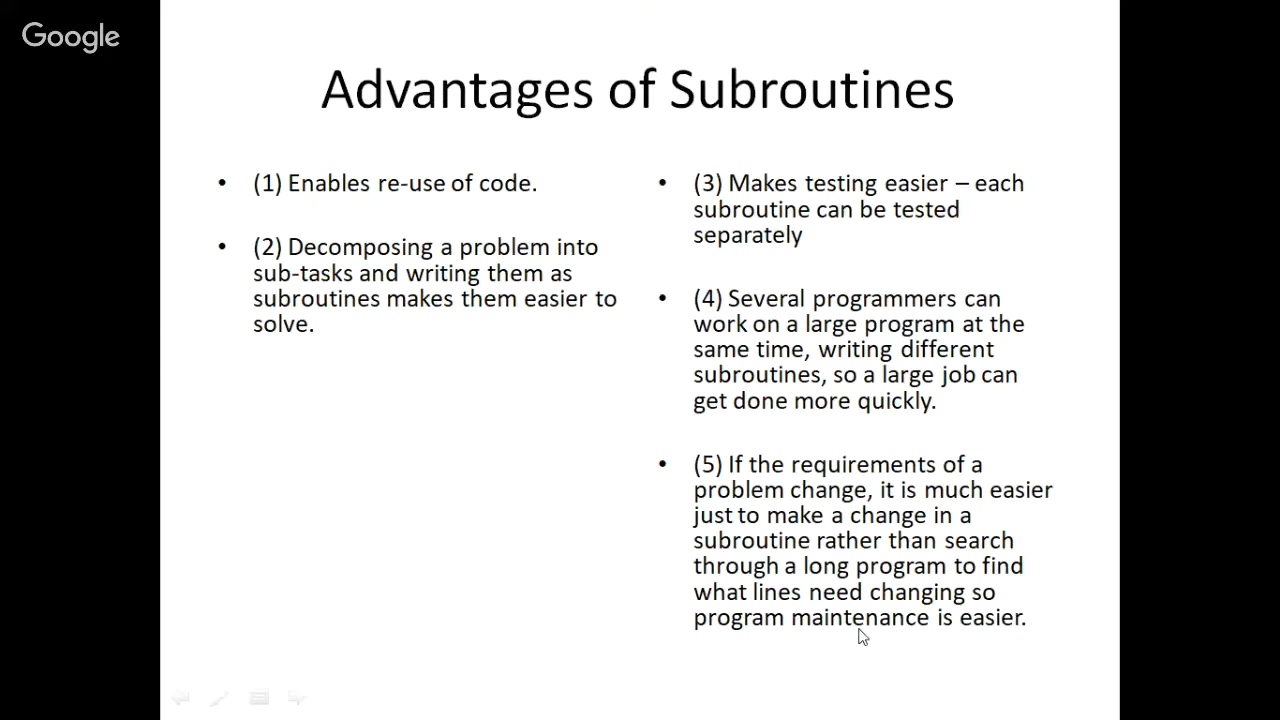 Google
Advantages of Subroutines
• (1) Enables re-use of code.
• (2) Decomposing a problem into
sub-tasks and writing them as
subroutines makes them easier to
solve.
• (3) Makes testing easier – each
subroutine can be tested
separately
• (4) Several programmers can
work on a large program at the
same time, writing different
subroutines, so a large job can
get done more quickly.
• (5) If the requirements of a
problem change, it is much easier
just to make a change in a
subroutine rather than search
through a long program to find
what lines need changing so
program maintenance is easier.